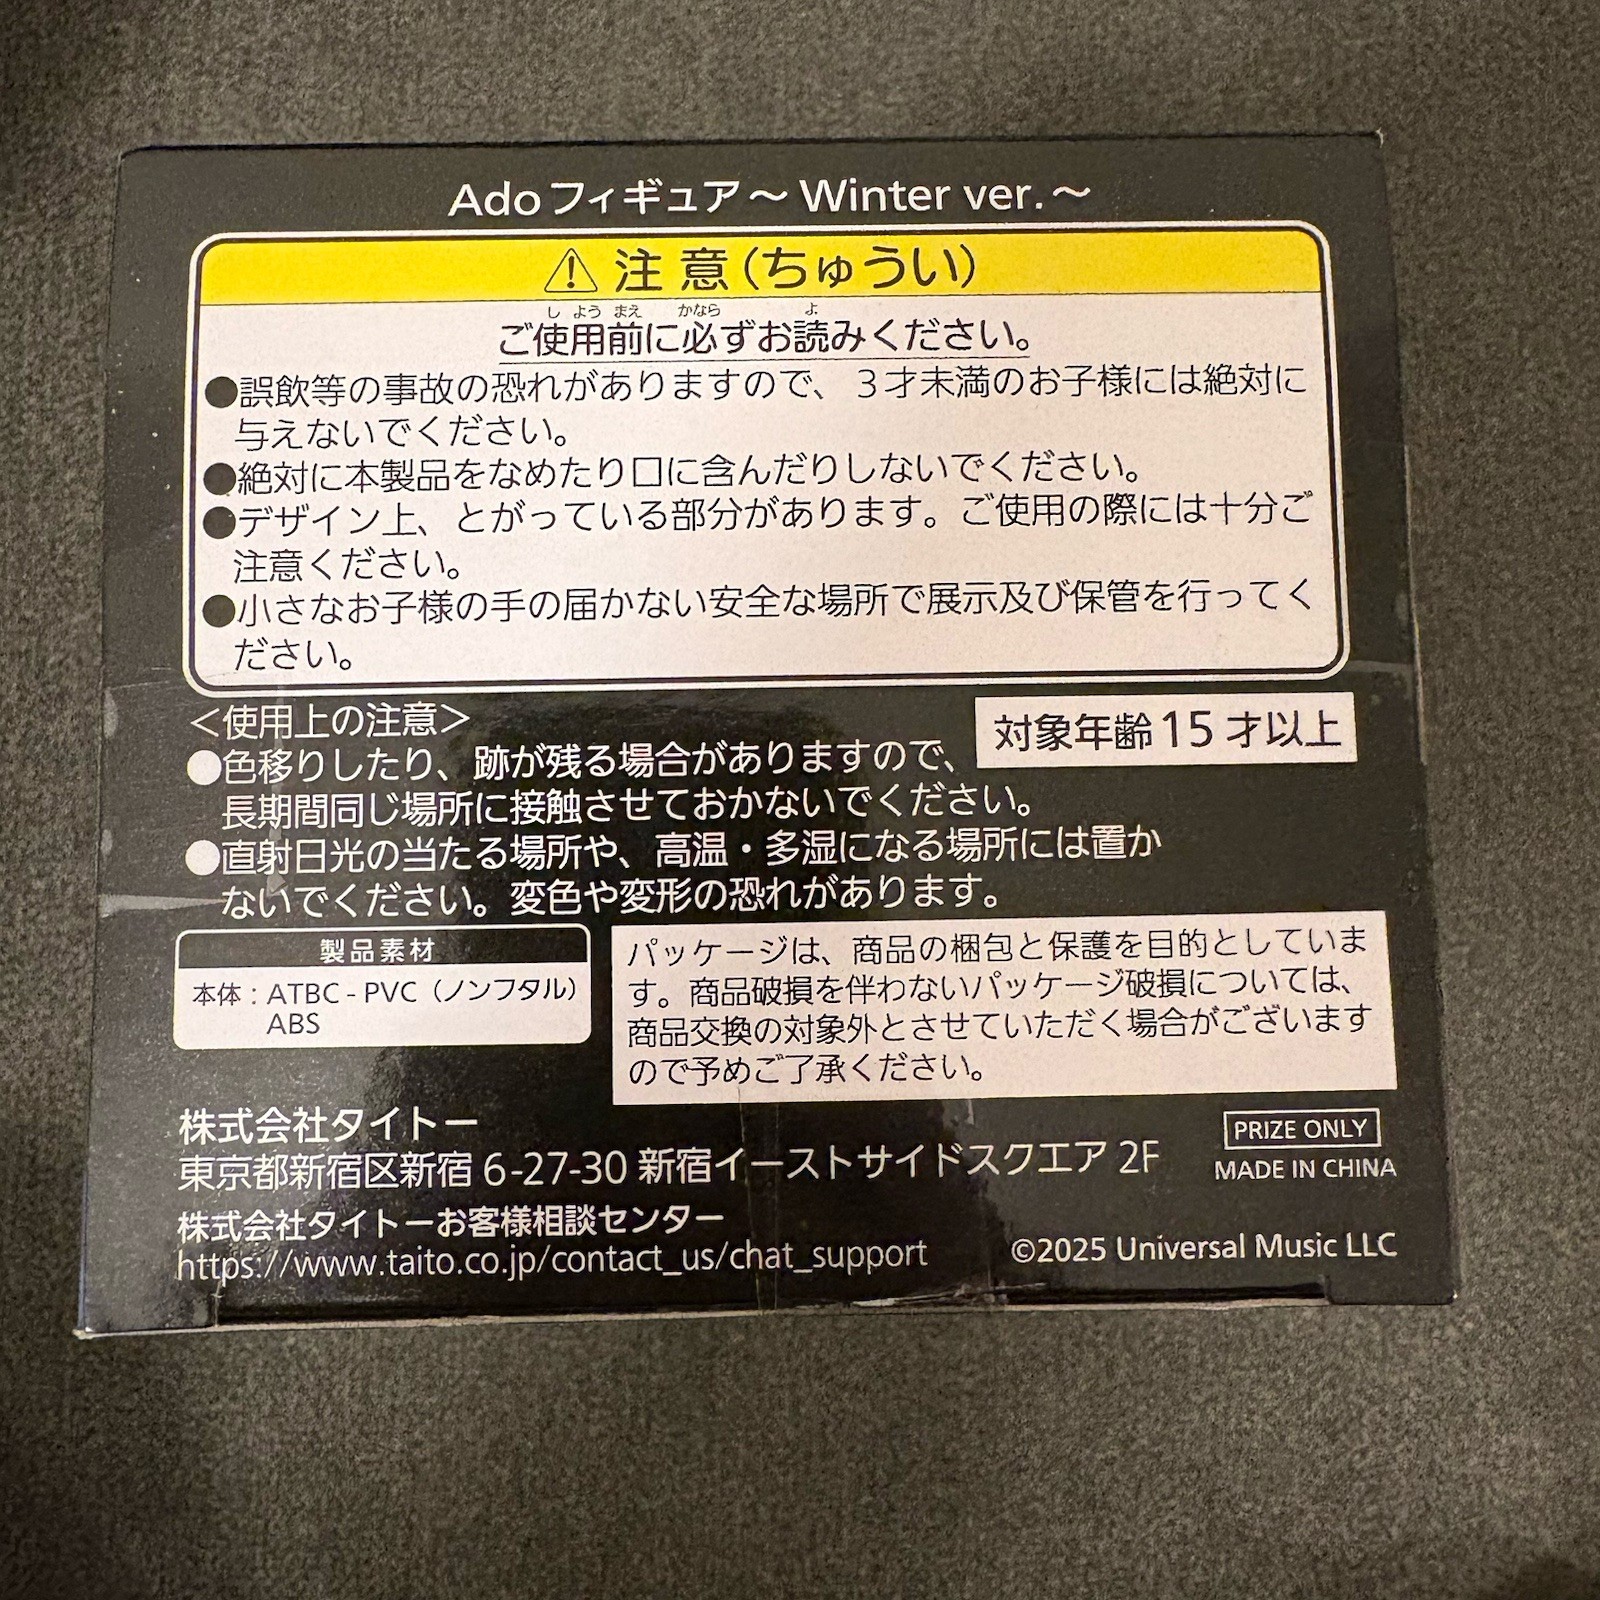 Adoフィギュア～Winter ver.～
⚠ 注意(ちゅうい)
し よう まえ かなら よ
ご使用前に必ずお読みください。
●誤飲等の事故の恐れがありますので、3才未満のお子様には絶対に
与えないでください。
●絶対に本製品をなめたり口に含んだりしないでください。
●デザイン上、とがっている部分があります。ご使用の際には十分ご
注意ください。
●小さなお子様の手の届かない安全な場所で展示及び保管を行ってく
ださい。
＜使用上の注意＞
対象年齢15才以上
●色移りしたり、跡が残る場合がありますので、
長期間同じ場所に接触させておかないでください。
●直射日光の当たる場所や、高温・多湿になる場所には置か
ないでください。変色や変形の恐れがあります。
製品素材
本体：ATBC-PVC（ノンフタル）
ABS
パッケージは、商品の梱包と保護を目的としていま
す。商品破損を伴わないパッケージ破損については、
商品交換の対象外とさせていただく場合がございます
ので予めご了承ください。
株式会社タイトー
東京都新宿区新宿6-27-30 新宿イーストサイドスクエア 2F
株式会社タイトーお客様相談センター
https://www.taito.co.jp/contact_us/chat_support
PRIZE ONLY
MADE IN CHINA
©2025 Universal Music LLC